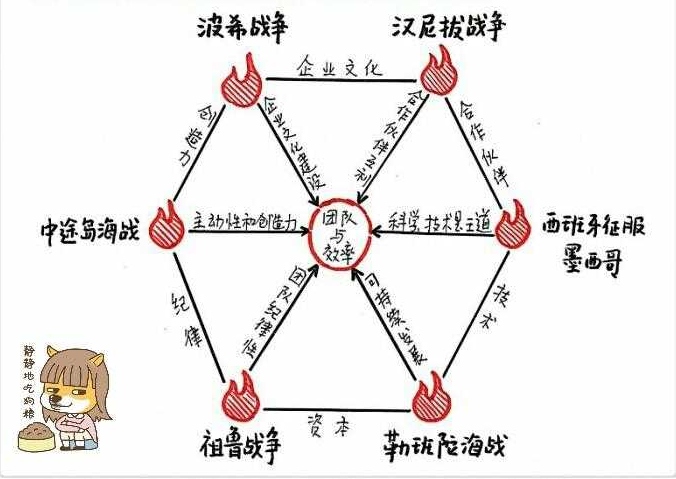 波希战争
汉尼拔战争
企业文化
创造力
企业文化建设
合作伙伴互利
合作伙伴
中途岛海战
主动性和创造力
团队
与
效率
科学技术是王道
西班牙征服
墨西哥
纪律
团队纪律性
可持续发展
技术
祖鲁战争
资本
勒班陀海战
静静地吃狗粮